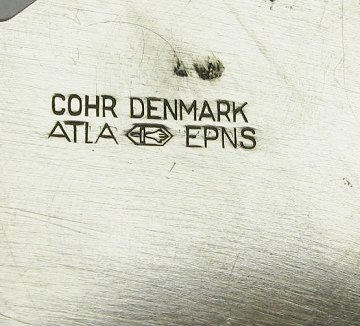 COHR DENMARK
ATLA EPNS